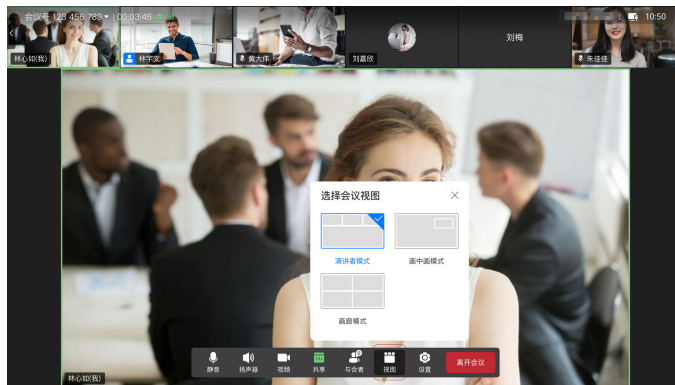 会议号 123 456 789 | 00:03:45
10:50
林心如(我)
林宇文
黄大伟
刘嘉欣
刘梅
朱佳佳
选择会议视图
演讲者模式
画中画模式
画廊模式
静音
扬声器
视频
共享
与会者
视图
设置
离开会议
林心如(我)